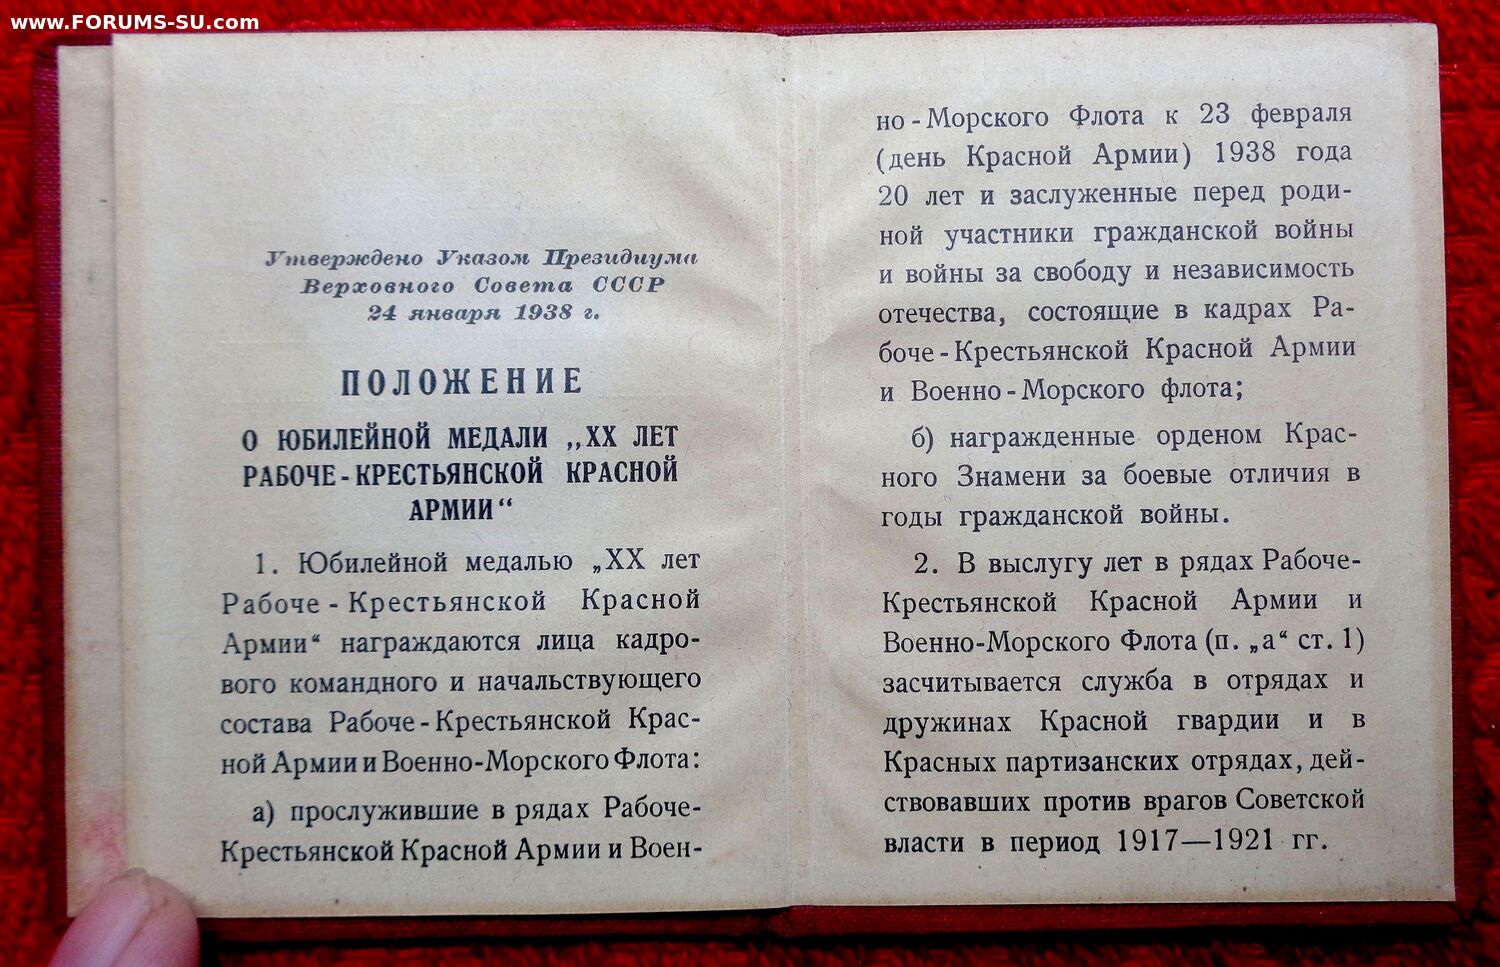 www.FORUMS-SU.com
Утверждено Указом Президиума
Верховного Совета СССР
24 января 1938 г.
ПОЛОЖЕНИЕ
О ЮБИЛЕЙНОЙ МЕДАЛИ „XX ЛЕТ
РАБОЧЕ-КРЕСТЬЯНСКОЙ КРАСНОЙ
АРМИИ“
1. Юбилейной медалью „XX лет
Рабоче-Крестьянской Красной
Армии“ награждаются лица кадро-
вого командного и начальствующего
состава Рабоче-Крестьянской Крас-
ной Армии и Военно-Морского Флота:
а) прослужившие в рядах Рабоче-
Крестьянской Красной Армии и Воен-
но-Морского Флота к 23 февраля
(день Красной Армии) 1938 года
20 лет и заслуженные перед роди-
ной участники гражданской войны
и войны за свободу и независимость
отечества, состоящие в кадрах Ра-
боче-Крестьянской Красной Армии
и Военно-Морского флота;
б) награжденные орденом Крас-
ного Знамени за боевые отличия в
годы гражданской войны.
2. В выслугу лет в рядах Рабоче-
Крестьянской Красной Армии и
Военно-Морского Флота (п. „а“ ст. 1)
засчитывается служба в отрядах и
дружинах Красной гвардии и в
Красных партизанских отрядах, дей-
ствовавших против врагов Советской
власти в период 1917—1921 гг.